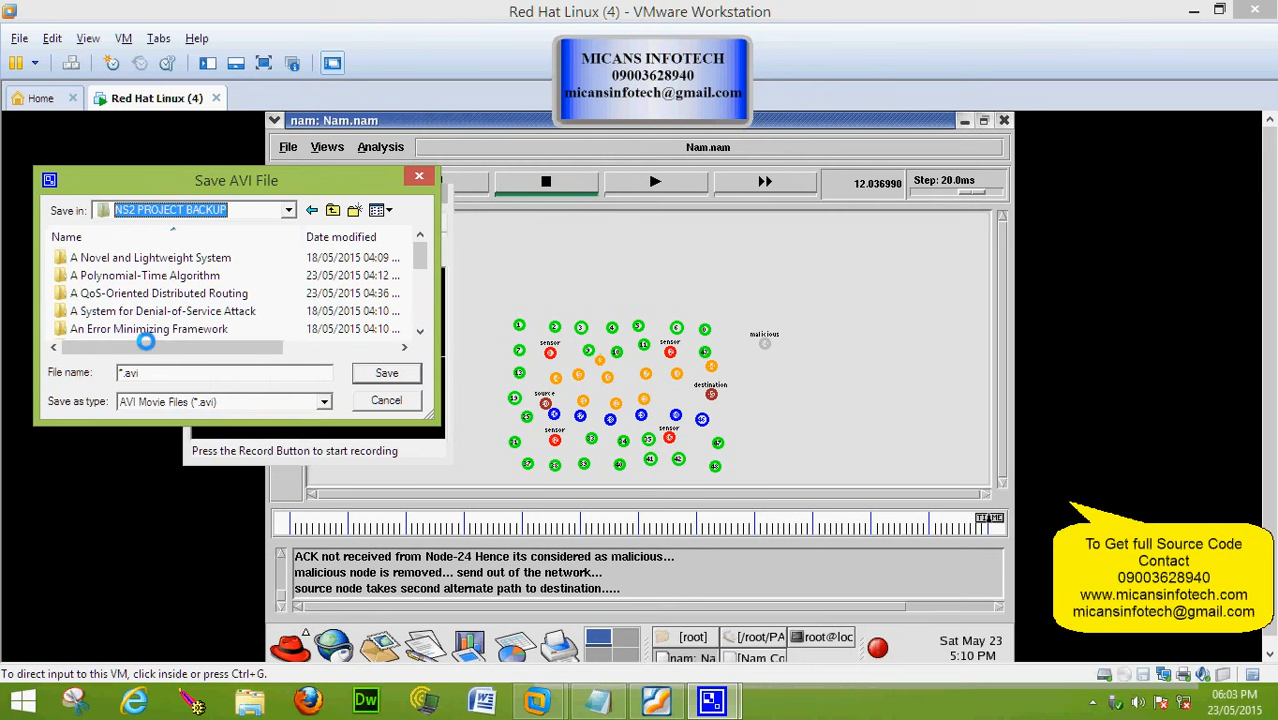 Red Hat Linux (4) - VMware Workstation
File Edit View VM Tabs Help
MICANS INFOTECH
09003628940
micansinfotech@gmail.com
Home
Red Hat Linux (4)
nam: Nam.nam
File Views Analysis
Nam.nam
12.036990
Step: 20.0ms
Save AVI File
Save in:
NS2 PROJECT BACKUP
Name
Date modified
A Novel and Lightweight System
18/05/2015 04:09 ...
A Polynomial-Time Algorithm
23/05/2015 04:12 ...
A QoS-Oriented Distributed Routing
23/05/2015 04:36 ...
A System for Denial-of-Service Attack
18/05/2015 04:10 ...
An Error Minimizing Framework
18/05/2015 04:10 ...
File name:
*.avi
Save
Save as type:
AVI Movie Files (*.avi)
Cancel
Press the Record Button to start recording
malicious
sensor
sensor
destination
source
sensor
sensor
TIME
ACK not received from Node-24 Hence its considered as malicious...
malicious node is removed... send out of the network...
source node takes second alternate path to destination.....
To Get full Source Code
Contact
09003628940
www.micansinfotech.com
micansinfotech@gmail.com
[root]
[/root/PA
root@loc
nam: Na
[Nam Co
Sat May 23
5:10 PM
To direct input to this VM, click inside or press Ctrl+G.
Dw
06:03 PM
23/05/2015